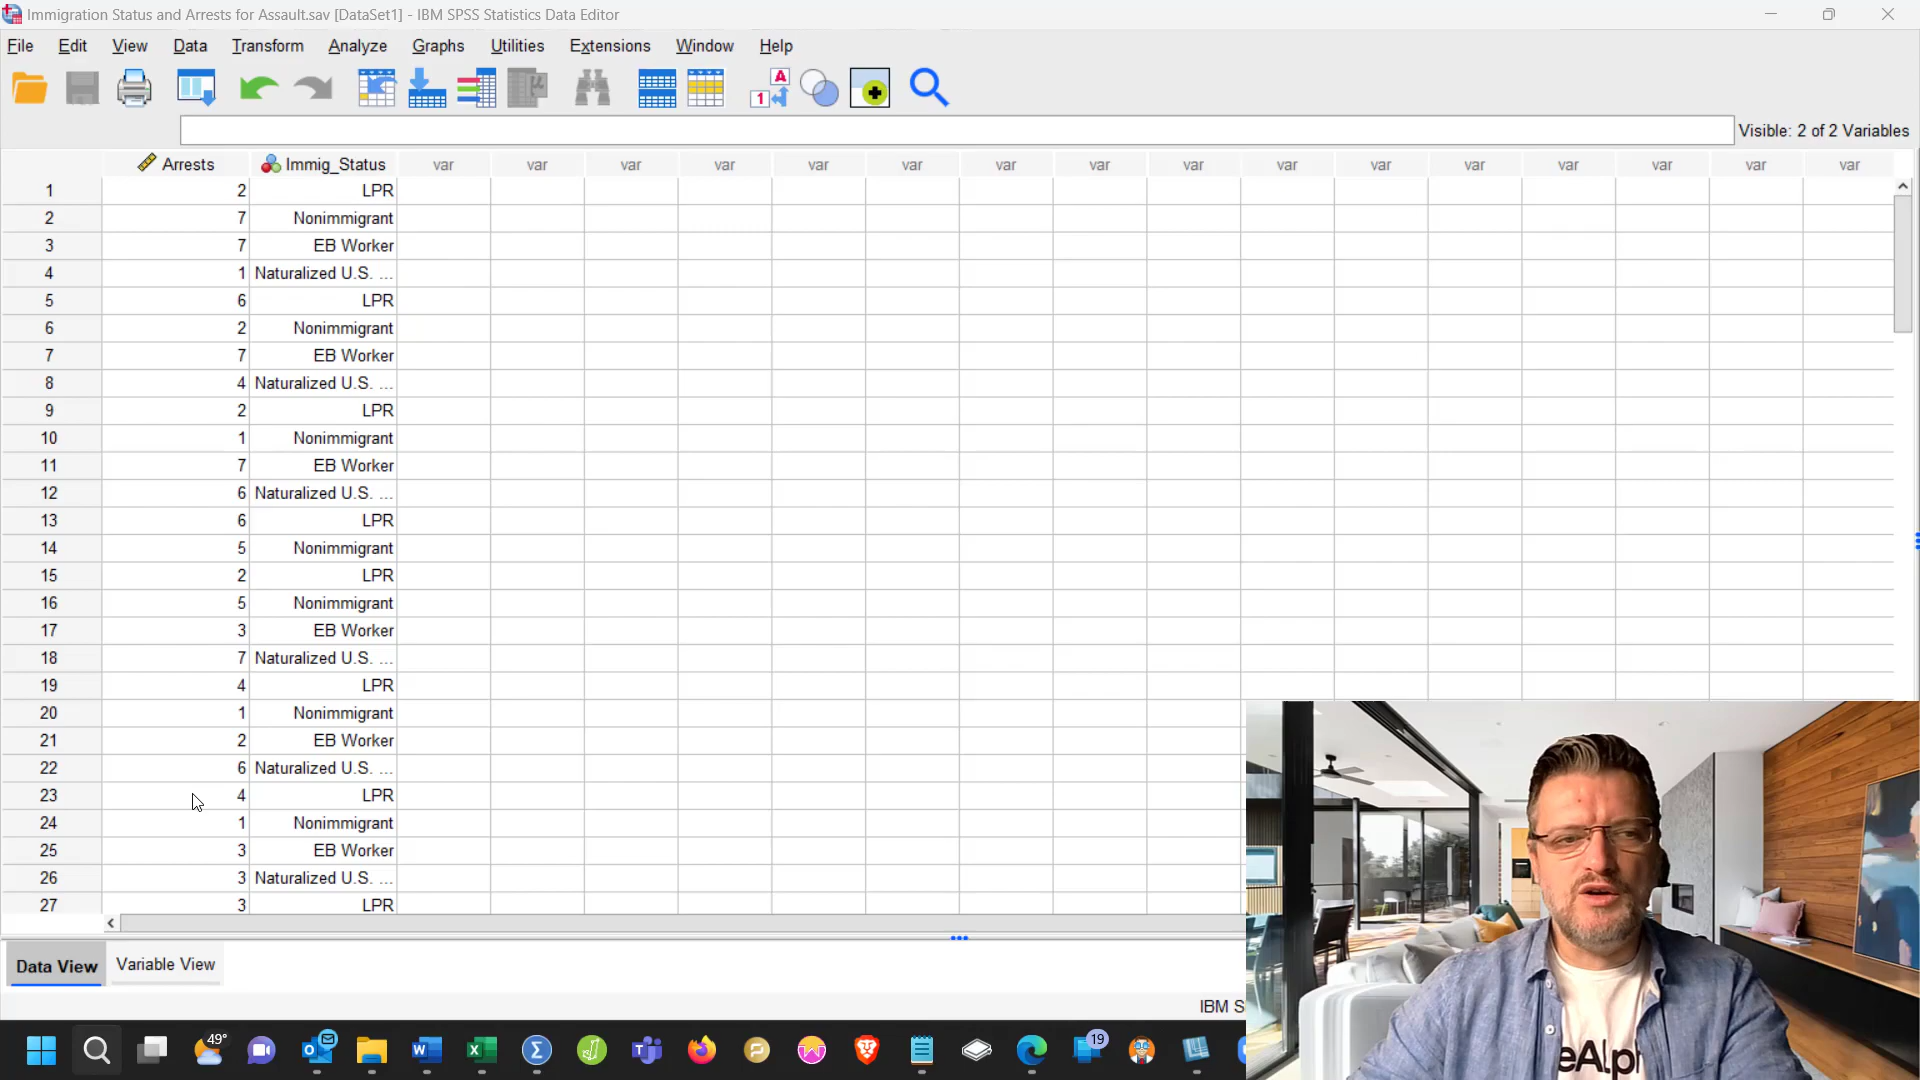 Immigration Status and Arrests for Assault.sav [DataSet1] - IBM SPSS Statistics Data Editor
File Edit View Data Transform Analyze Graphs Utilities Extensions Window Help
Visible: 2 of 2 Variables
Arrests Immig_Status var var var var var var var var var var var var var var var var
1 2 LPR
2 7 Nonimmigrant
3 7 EB Worker
4 1 Naturalized U.S. ...
5 6 LPR
6 2 Nonimmigrant
7 7 EB Worker
8 4 Naturalized U.S. ...
9 2 LPR
10 1 Nonimmigrant
11 7 EB Worker
12 6 Naturalized U.S. ...
13 6 LPR
14 5 Nonimmigrant
15 2 LPR
16 5 Nonimmigrant
17 3 EB Worker
18 7 Naturalized U.S. ...
19 4 LPR
20 1 Nonimmigrant
21 2 EB Worker
22 6 Naturalized U.S. ...
23 4 LPR
24 1 Nonimmigrant
25 3 EB Worker
26 3 Naturalized U.S. ...
27 3 LPR
Data View Variable View
IBM S
49°
19